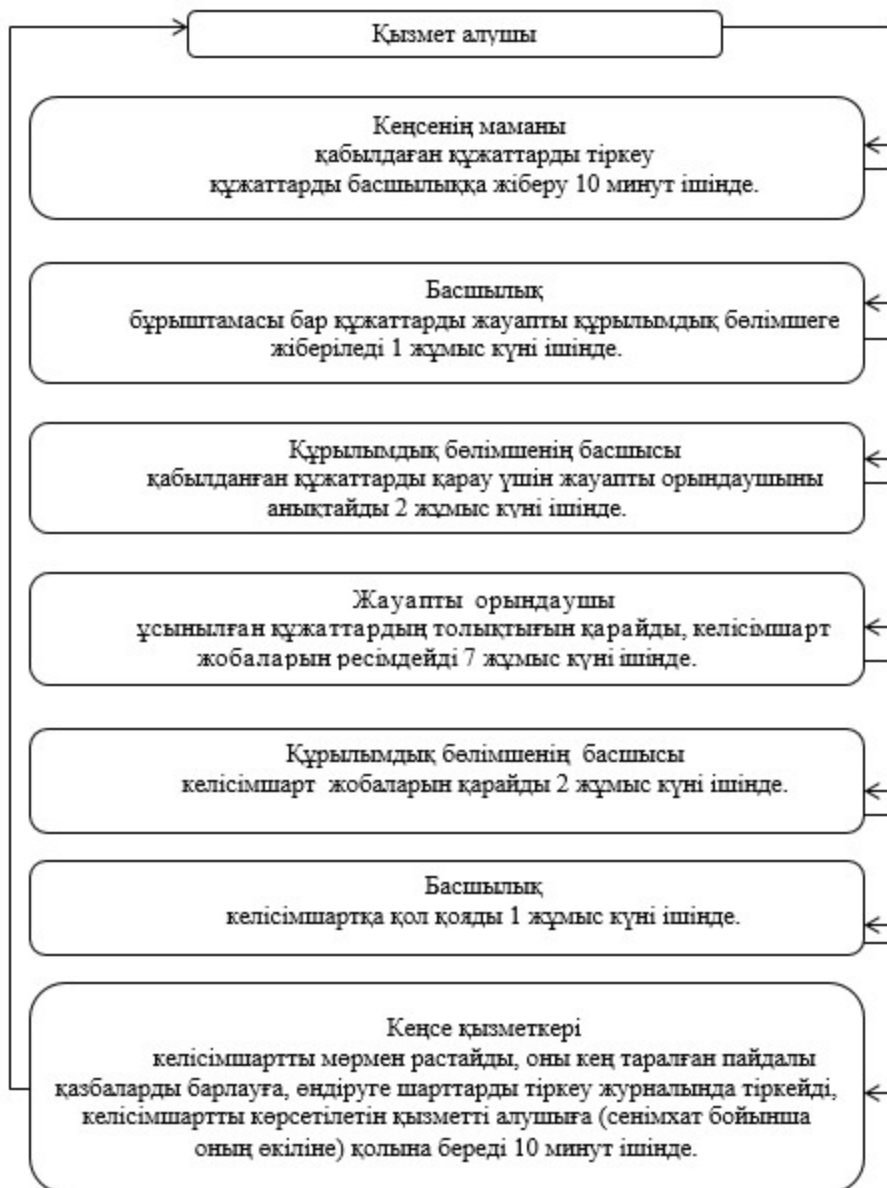 Қызмет алушы
Кеңсенің маманы
қабылдаған құжаттарды тіркеу
құжаттарды басшылыққа жіберу 10 минут ішінде.
Басшылық
бұрыштамасы бар құжаттарды жауапты құрылымдық бөлімшеге
жіберіледі 1 жұмыс күні ішінде.
Құрылымдық бөлімшенің басшысы
қабылданған құжаттарды қарау үшін жауапты орындаушыны
анықтайды 2 жұмыс күні ішінде.
Жауапты орындаушы
ұсынылған құжаттардың толықтығын қарайды, келісімшарт
жобаларын ресімдейді 7 жұмыс күні ішінде.
Құрылымдық бөлімшенің басшысы
келісімшарт жобаларын қарайды 2 жұмыс күні ішінде.
Басшылық
келісімшартқа қол қояды 1 жұмыс күні ішінде.
Кеңсе қызметкері
келісімшартты мөрмен растайды, оны кең таралған пайдалы
қазбаларды барлауға, өндіруге шарттарды тіркеу журналында тіркейді,
келісімшартты көрсетілетін қызметті алушыға (сенімхат бойынша
оның өкіліне) қолына береді 10 минут ішінде.